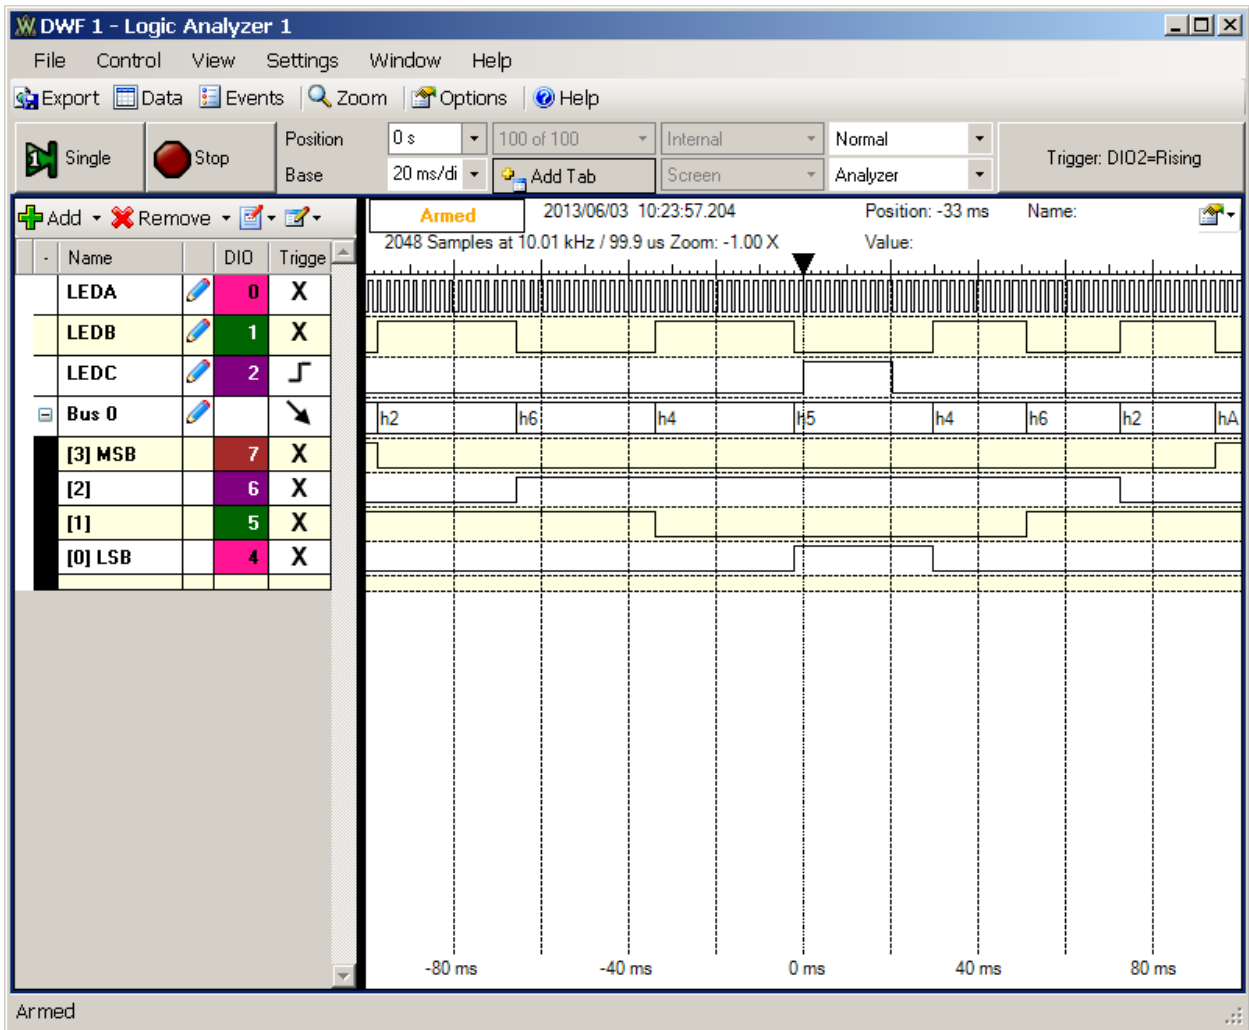 DWF 1 - Logic Analyzer 1
File Control View Settings Window Help
Export Data Events Zoom Options Help
Single Stop Position 0 s 100 of 100 Internal Normal Trigger: DIO2=Rising
Base 20 ms/di Add Tab Screen Analyzer
Add Remove Armed 2013/06/03 10:23:57.204 Position: -33 ms Name:
2048 Samples at 10.01 kHz / 99.9 us Zoom: -1.00 X Value:
- Name DIO Trigge
LEDA 0 X
LEDB 1 X
LEDC 2
Bus 0 h2 h6 h4 h5 h4 h6 h2 hA
[3] MSB 7 X
[2] 6 X
[1] 5 X
[0] LSB 4 X
-80 ms -40 ms 0 ms 40 ms 80 ms
Armed